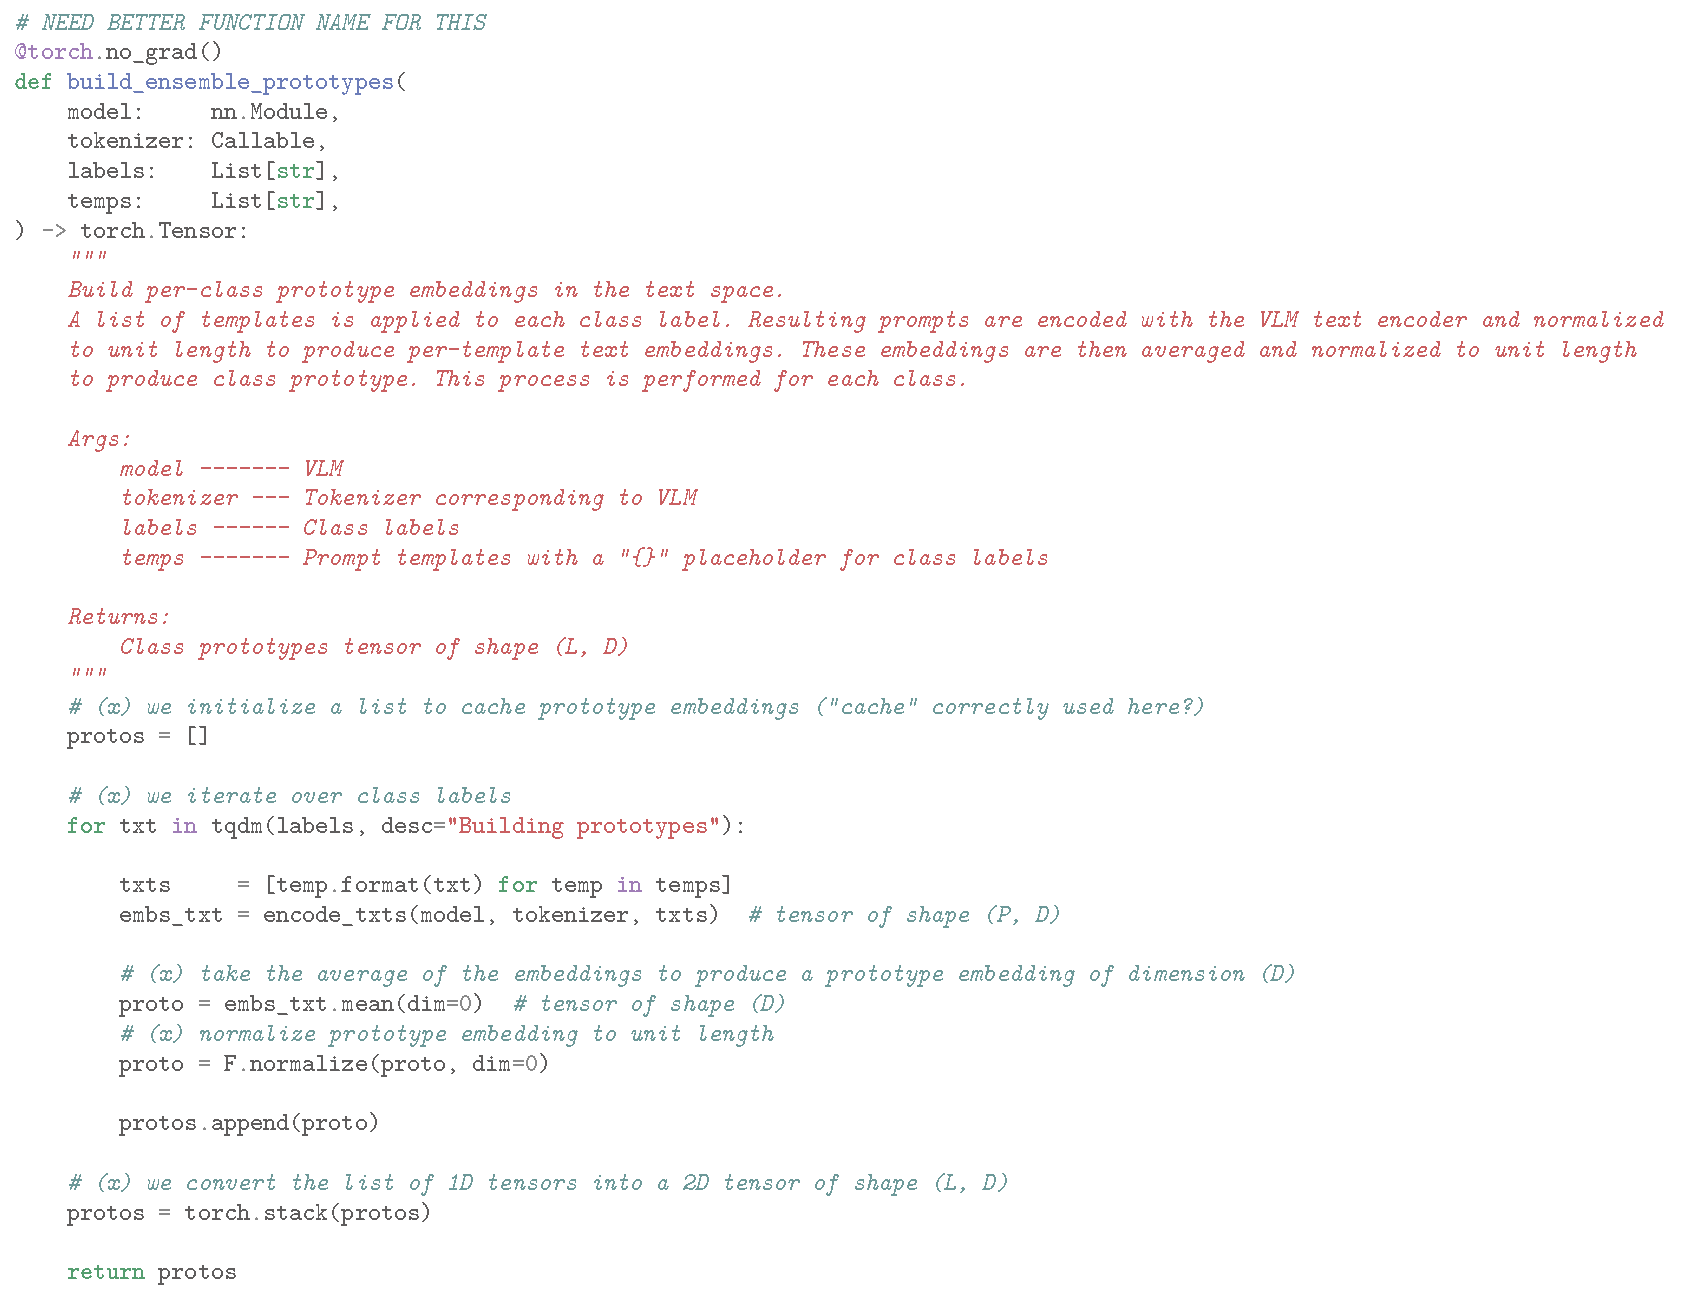 # NEED BETTER FUNCTION NAME FOR THIS
@torch.no_grad()
def build_ensemble_prototypes(
    model:     nn.Module,
    tokenizer: Callable,
    labels:    List[str],
    temps:     List[str],
) -> torch.Tensor:
    """
    Build per-class prototype embeddings in the text space.
    A list of templates is applied to each class label. Resulting prompts are encoded with the VLM text encoder and normalized
    to unit length to produce per-template text embeddings. These embeddings are then averaged and normalized to unit length
    to produce class prototype. This process is performed for each class.

    Args:
        model ------- VLM
        tokenizer --- Tokenizer corresponding to VLM
        labels ------ Class labels
        temps ------- Prompt templates with a "{}" placeholder for class labels

    Returns:
        Class prototypes tensor of shape (L, D)
    """
    # (x) we initialize a list to cache prototype embeddings ("cache" correctly used here?)
    protos = []

    # (x) we iterate over class labels
    for txt in tqdm(labels, desc="Building prototypes"):

        txts     = [temp.format(txt) for temp in temps]
        embs_txt = encode_txts(model, tokenizer, txts)  # tensor of shape (P, D)

        # (x) take the average of the embeddings to produce a prototype embedding of dimension (D)
        proto = embs_txt.mean(dim=0)  # tensor of shape (D)
        # (x) normalize prototype embedding to unit length
        proto = F.normalize(proto, dim=0)

        protos.append(proto)

    # (x) we convert the list of 1D tensors into a 2D tensor of shape (L, D)
    protos = torch.stack(protos)

    return protos